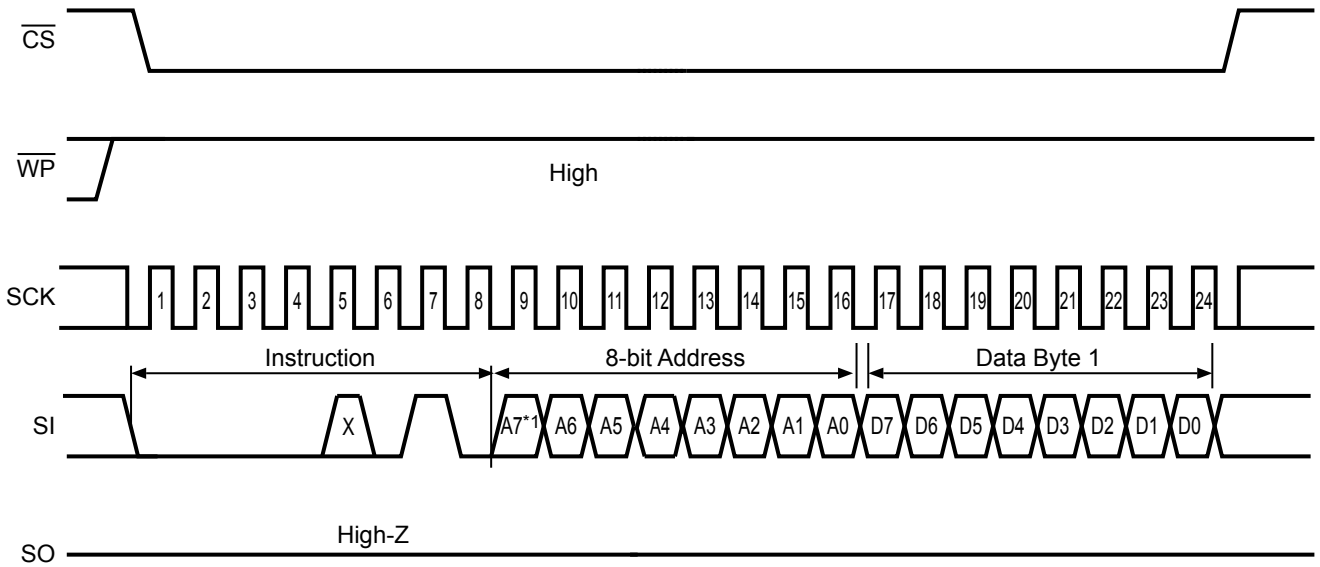 CS
WP
High
SCK
1 2 3 4 5 6 7 8 9 10 11 12 13 14 15 16 17 18 19 20 21 22 23 24
Instruction 8-bit Address Data Byte 1
SI
X A7*1 A6 A5 A4 A3 A2 A1 A0 D7 D6 D5 D4 D3 D2 D1 D0
High-Z
SO